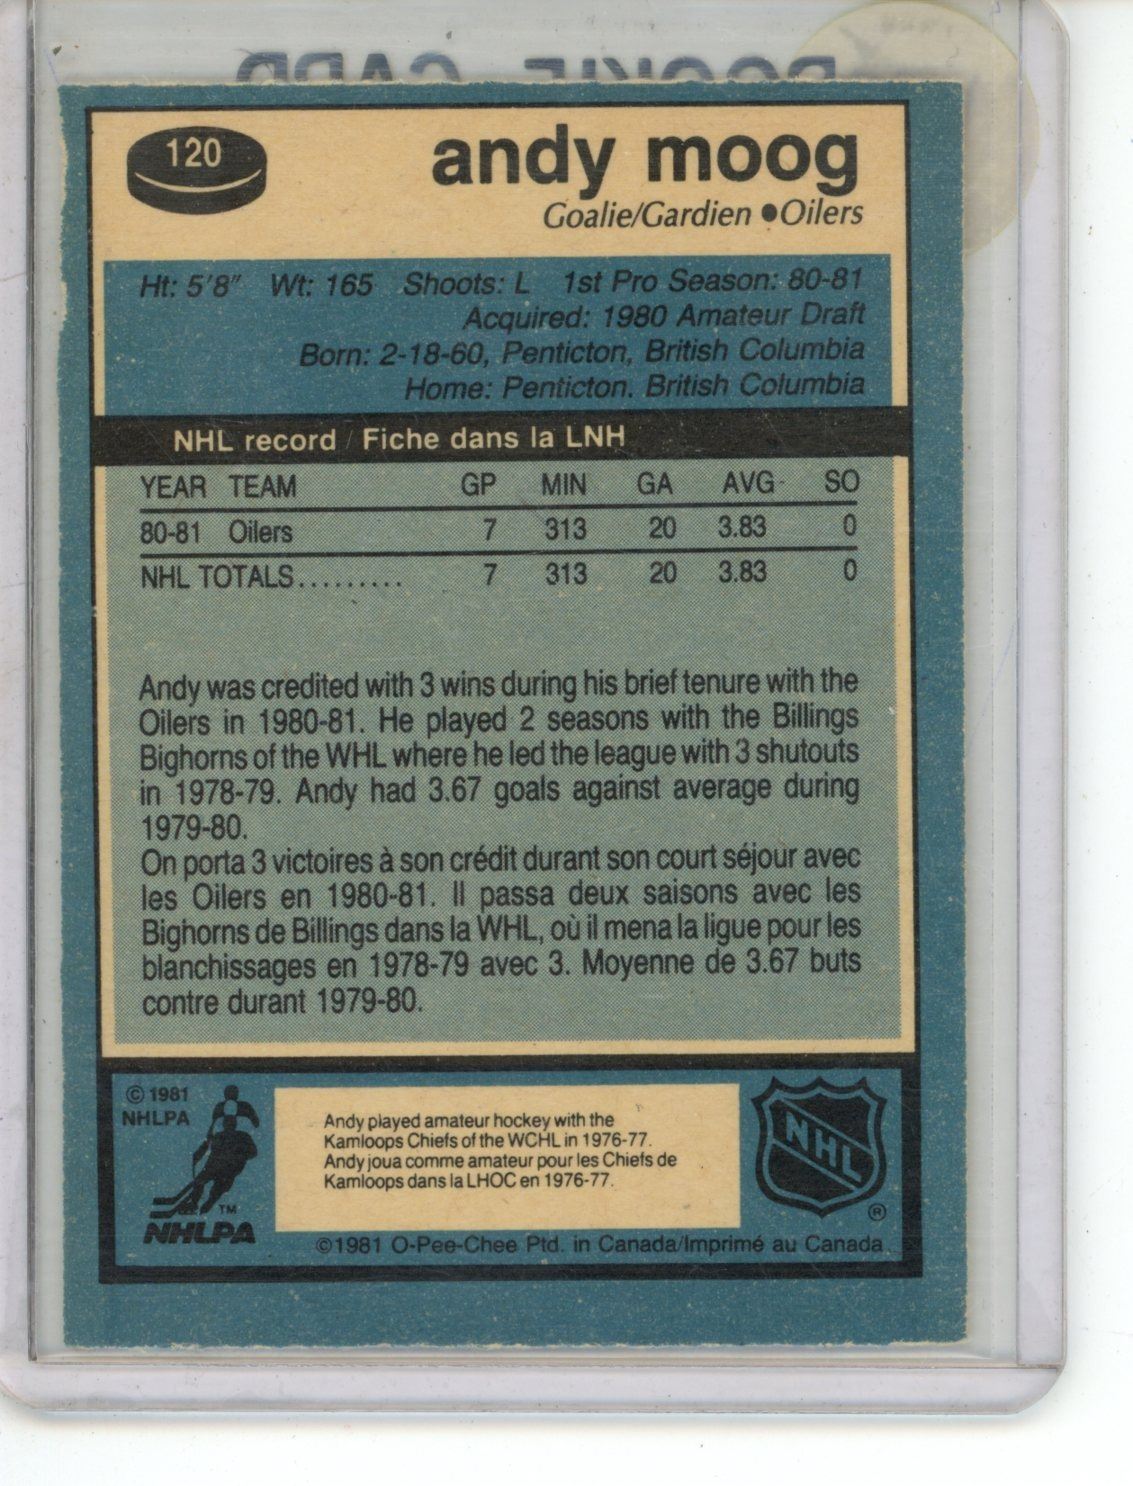 ROOKIE CARD
120
andy moog
Goalie/Gardien ●Oilers
Ht: 5'8" Wt: 165 Shoots: L 1st Pro Season: 80-81
Acquired: 1980 Amateur Draft
Born: 2-18-60, Penticton, British Columbia
Home: Penticton. British Columbia
NHL record / Fiche dans la LNH
YEAR TEAM GP MIN GA AVG· SO
80-81 Oilers 7 313 20 3.83 0
NHL TOTALS......... 7 313 20 3.83 0
Andy was credited with 3 wins during his brief tenure with the
Oilers in 1980-81. He played 2 seasons with the Billings
Bighorns of the WHL where he led the league with 3 shutouts
in 1978-79. Andy had 3.67 goals against average during
1979-80.
On porta 3 victoires à son crédit durant son court séjour avec
les Oilers en 1980-81. Il passa deux saisons avec les
Bighorns de Billings dans la WHL, où il mena la ligue pour les
blanchissages en 1978-79 avec 3. Moyenne de 3.67 buts
contre durant 1979-80.
© 1981
NHLPA
TM
NHLPA
Andy played amateur hockey with the
Kamloops Chiefs of the WCHL in 1976-77.
Andy joua comme amateur pour les Chiefs de
Kamloops dans la LHOC en 1976-77.
NHL
®
©1981 O-Pee-Chee Ptd. in Canada/Imprimé au Canada